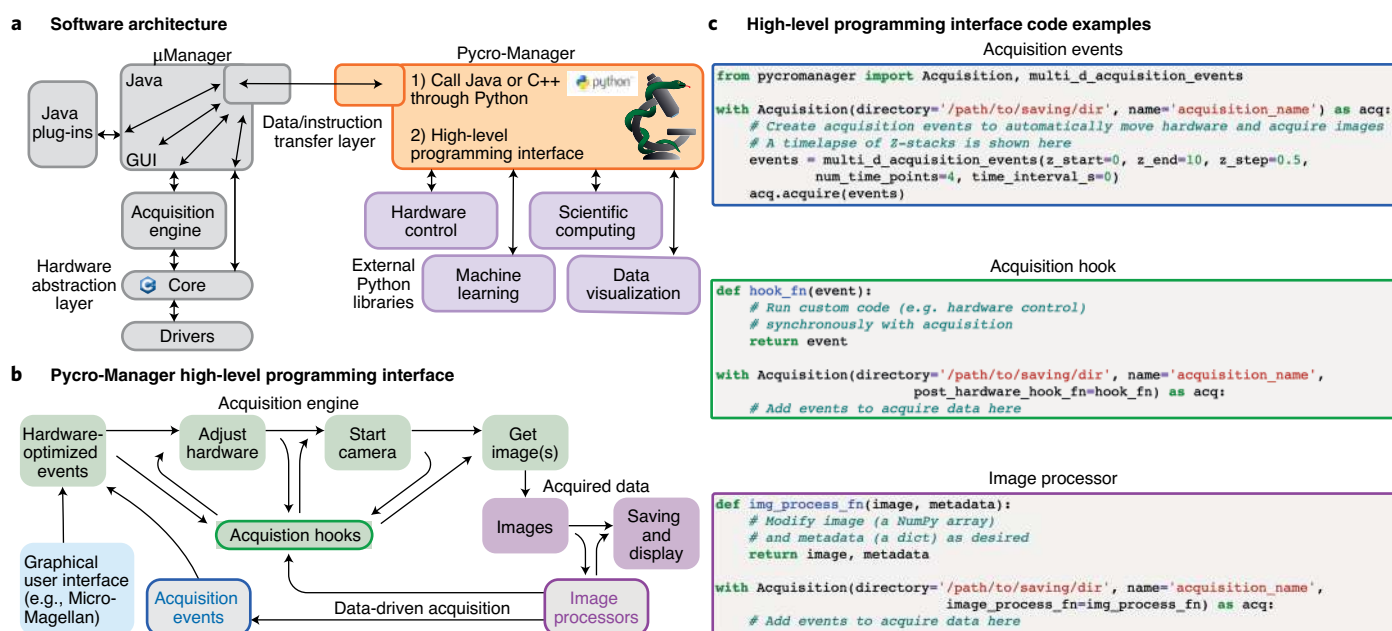 a Software architecture
µManager
Java
GUI
Java
plug-ins
Data/instruction
transfer layer
Acquisition
engine
Hardware
abstraction
layer
Core
Drivers
Pycro-Manager
1) Call Java or C++
through Python
python
2) High-level
programming interface
Hardware
control
Scientific
computing
External
Python
libraries
Machine
learning
Data
visualization
b Pycro-Manager high-level programming interface
Acquisition engine
Hardware-
optimized
events
Adjust
hardware
Start
camera
Get
image(s)
Acquired data
Acquistion hooks
Images
Saving
and
display
Graphical
user interface
(e.g., Micro-
Magellan)
Acquisition
events
Data-driven acquisition
Image
processors
c High-level programming interface code examples
Acquisition events
from pycromanager import Acquisition, multi_d_acquisition_events
with Acquisition(directory='/path/to/saving/dir', name='acquisition_name') as acq:
# Create acquisition events to automatically move hardware and acquire images
# A timelapse of Z-stacks is shown here
events = multi_d_acquisition_events(z_start=0, z_end=10, z_step=0.5,
num_time_points=4, time_interval_s=0)
acq.acquire(events)
Acquisition hook
def hook_fn(event):
# Run custom code (e.g. hardware control)
# synchronously with acquisition
return event
with Acquisition(directory='/path/to/saving/dir', name='acquisition_name',
post_hardware_hook_fn=hook_fn) as acq:
# Add events to acquire data here
Image processor
def img_process_fn(image, metadata):
# Modify image (a NumPy array)
# and metadata (a dict) as desired
return image, metadata
with Acquisition(directory='/path/to/saving/dir', name='acquisition_name',
image_process_fn=img_process_fn) as acq:
# Add events to acquire data here